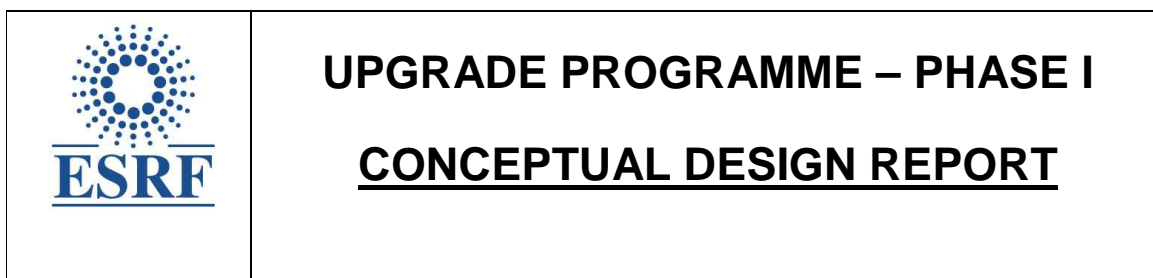 ESRF
UPGRADE PROGRAMME – PHASE I
CONCEPTUAL DESIGN REPORT